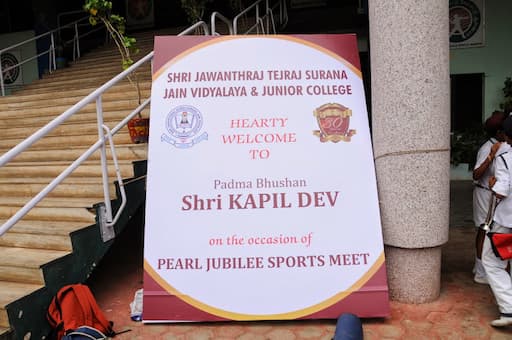 SHRI JAWANTHRAJ TEJRAJ SURANA
JAIN VIDYALAYA & JUNIOR COLLEGE
HEARTY
WELCOME
TO
30
Padma Bhushan
Shri KAPIL DEV
on the occasion of
PEARL JUBILEE SPORTS MEET